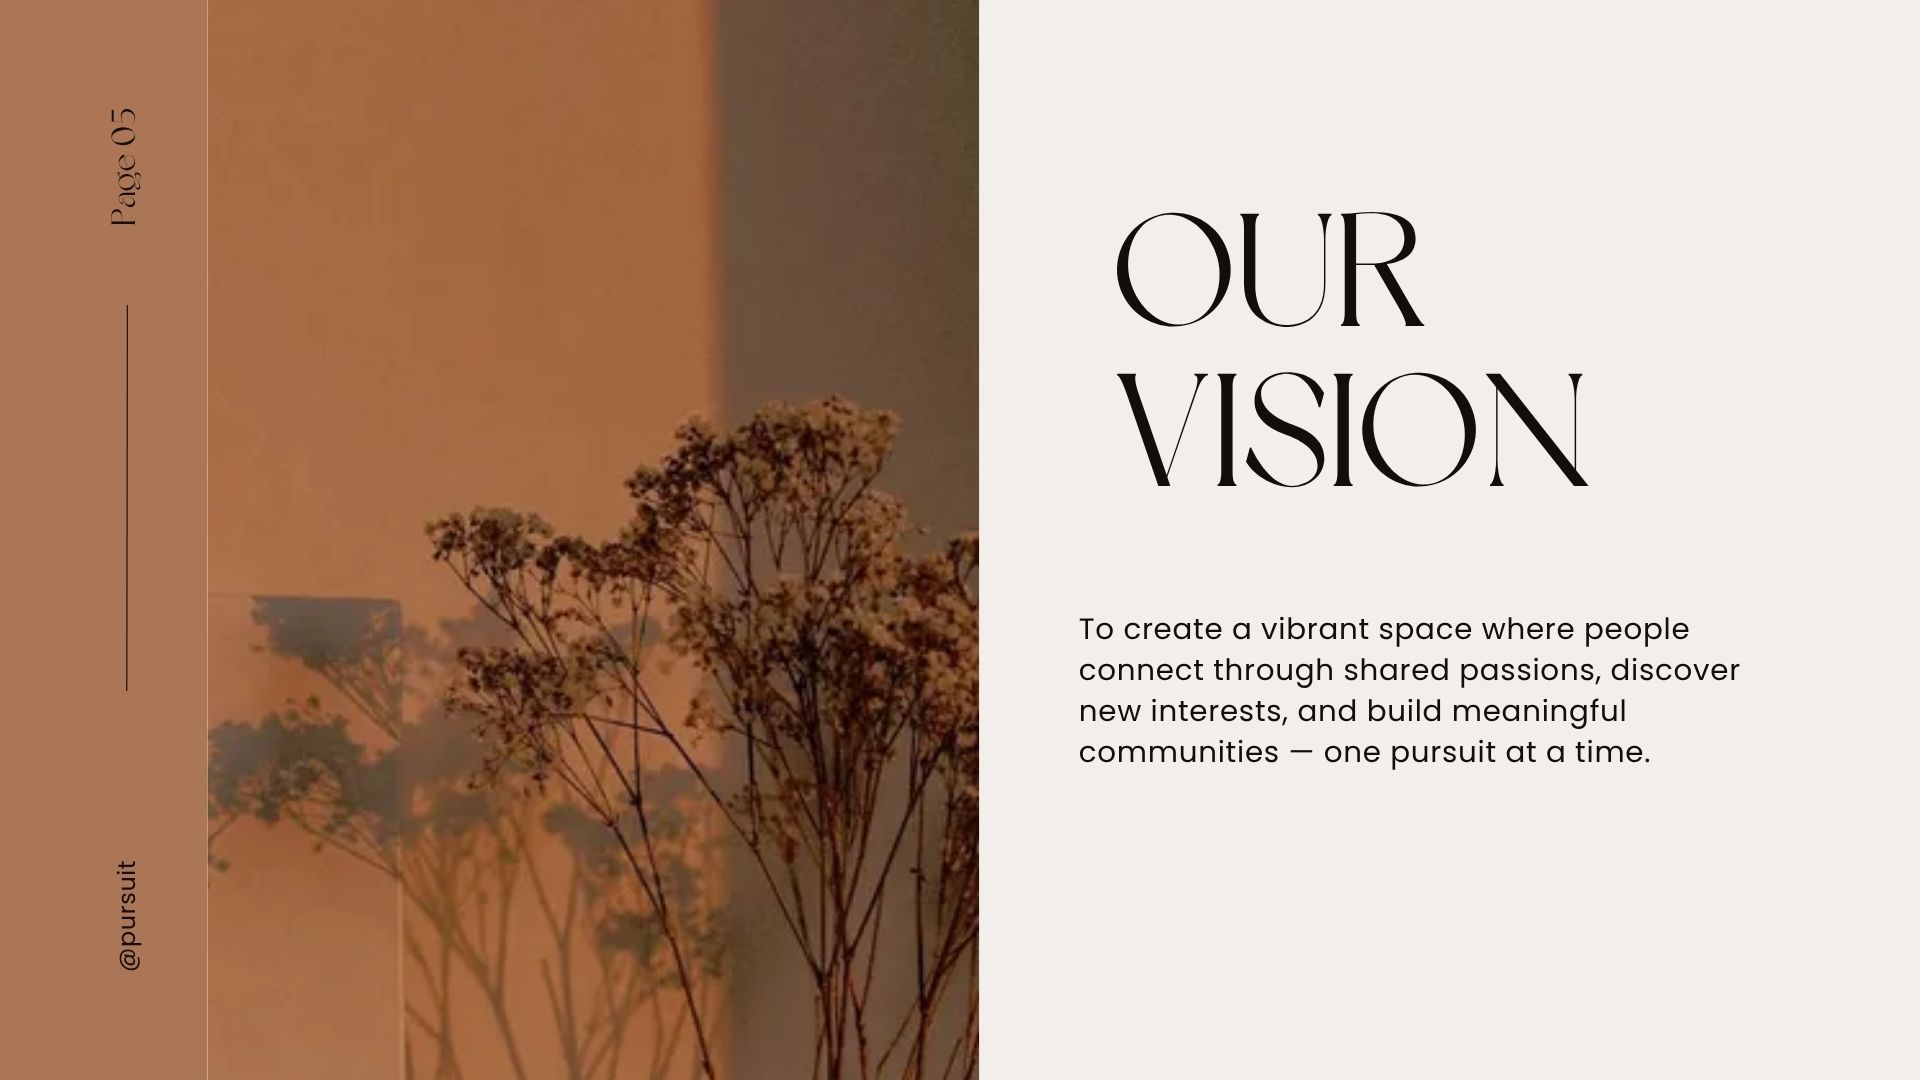 Page 05
@pursuit
OUR
VISION
To create a vibrant space where people
connect through shared passions, discover
new interests, and build meaningful
communities — one pursuit at a time.